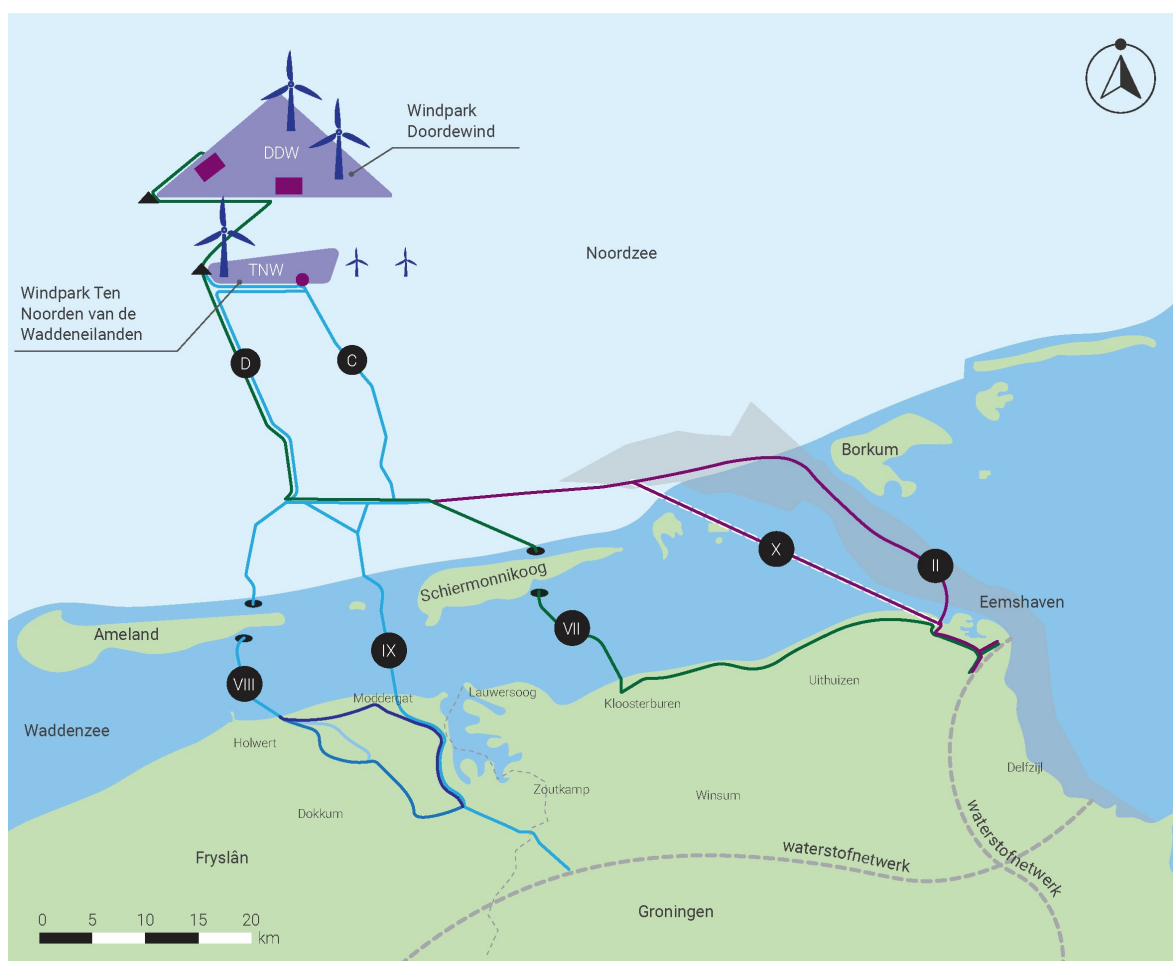 Windpark
Doordewind
DDW
Noordzee
TNW
Windpark Ten
Noorden van de
Waddeneilanden
D
C
Borkum
X
II
Schiermonnikoog
Eemshaven
Ameland
VII
IX
VIII
Uithuizen
Moddergat
Lauwersoog
Kloosterburen
Waddenzee
Holwert
Delfzijl
Zoutkamp
Winsum
Dokkum
waterstofnetwerk
waterstofnetwerk
Fryslân
Groningen
0 5 10 15 20
km